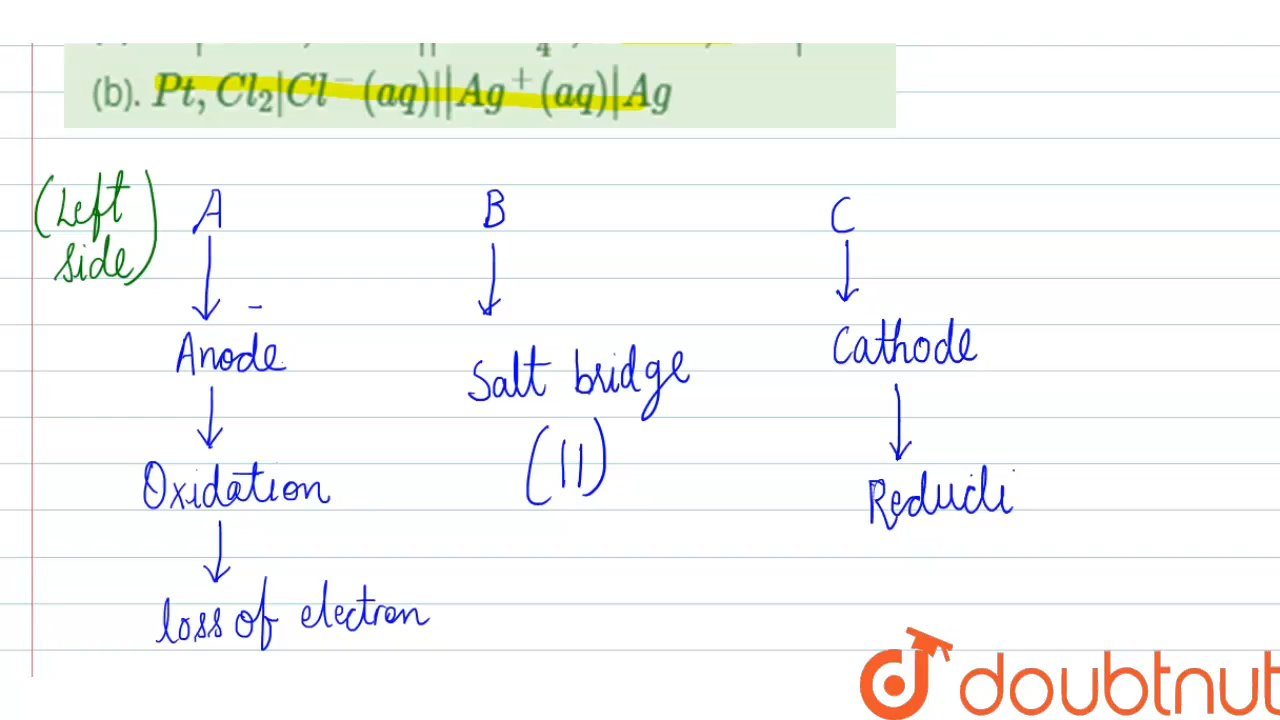 (b). Pt, Cl₂|Cl⁻(aq)||Ag⁺(aq)|Ag
(Left side) A B C
Anode Salt bridge Cathode
(||)
Oxidation Reducti
loss of electron
doubtnut